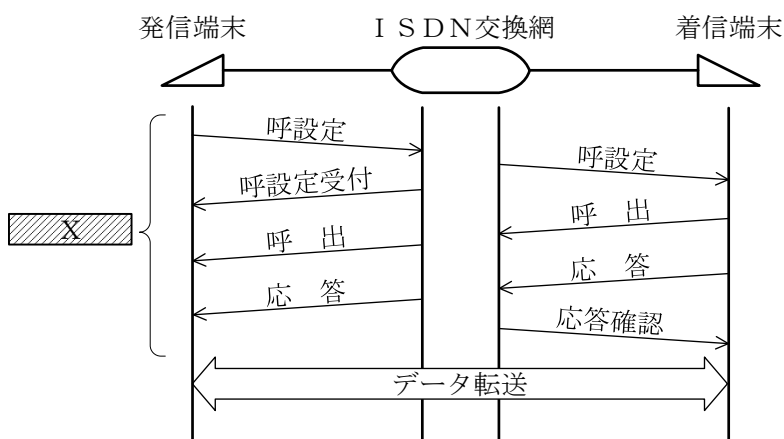 発信端末
ＩＳＤＮ交換網
着信端末
呼設定
呼設定
呼設定受付
呼　出
X
呼　出
応　答
応　答
応答確認
データ転送